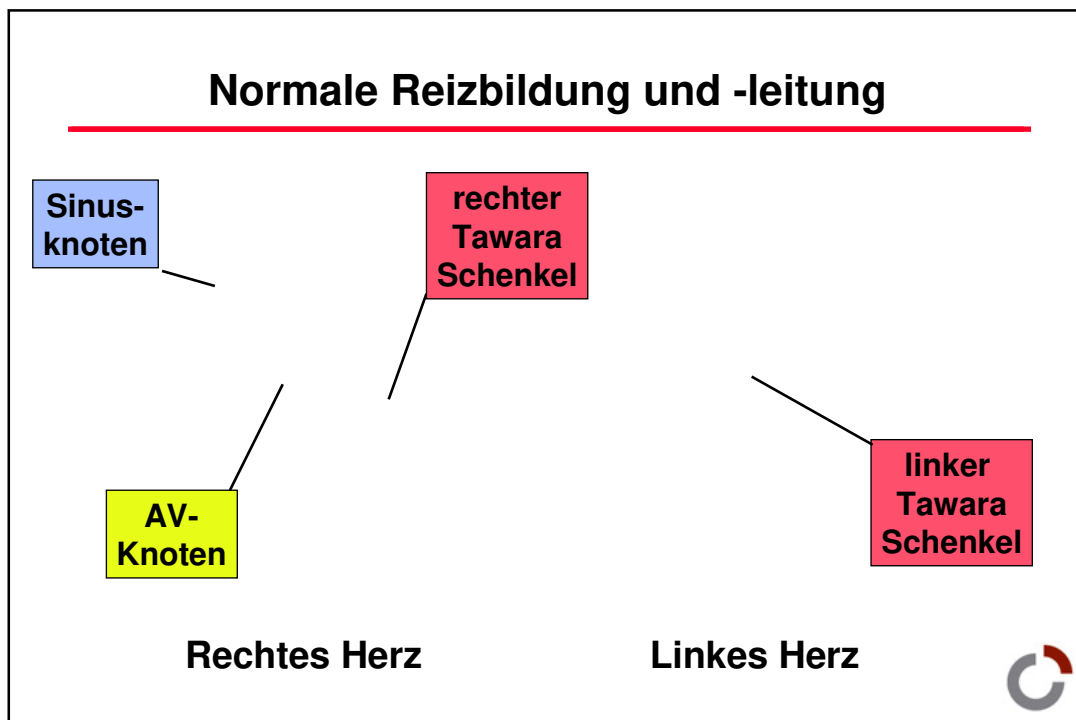 Normale Reizbildung und -leitung
Sinus-
knoten
rechter
Tawara
Schenkel
AV-
Knoten
linker
Tawara
Schenkel
Rechtes Herz
Linkes Herz